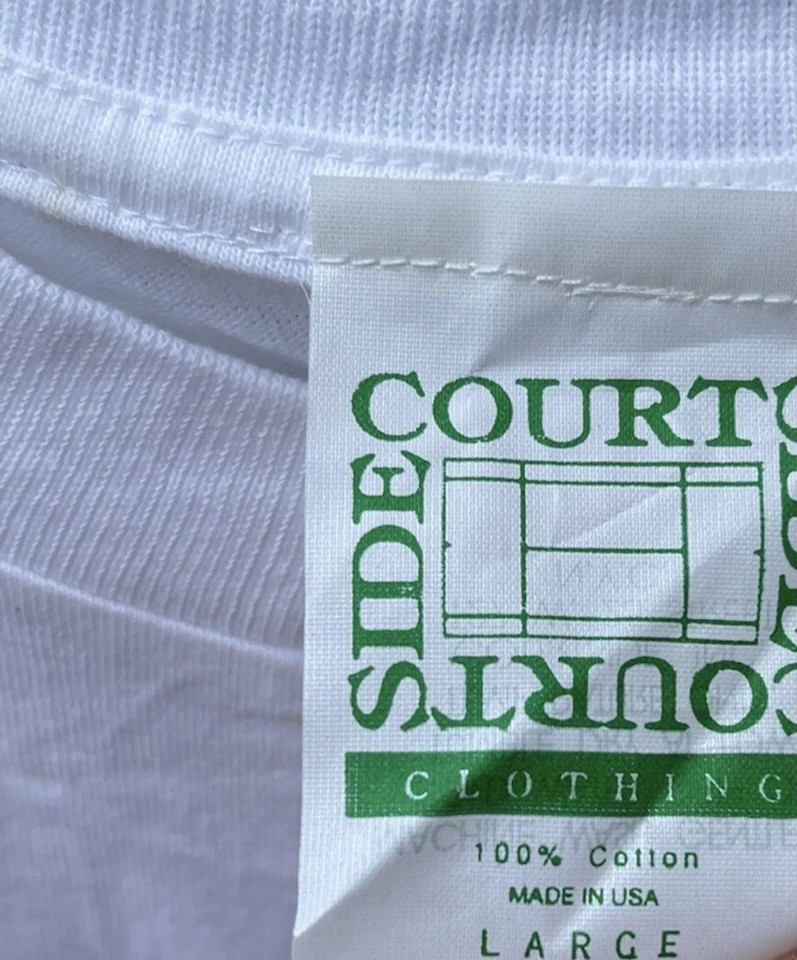 COURT
SIDE
COURTS
CLOTHING
100% Cotton
MADE IN USA
LARGE